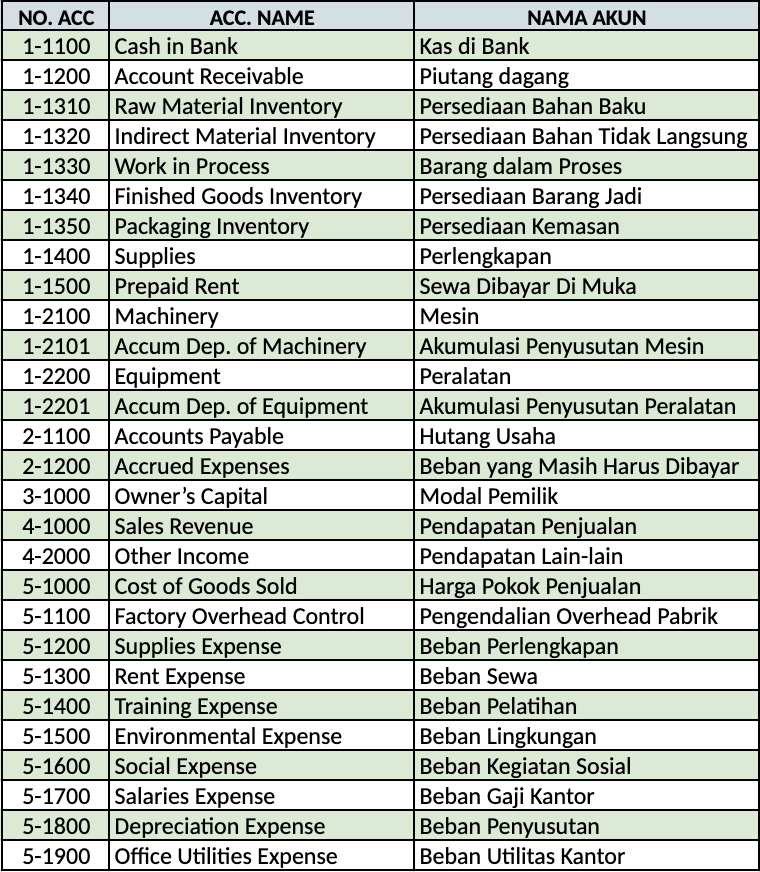 NO. ACC ACC. NAME NAMA AKUN
1-1100 Cash in Bank Kas di Bank
1-1200 Account Receivable Piutang dagang
1-1310 Raw Material Inventory Persediaan Bahan Baku
1-1320 Indirect Material Inventory Persediaan Bahan Tidak Langsung
1-1330 Work in Process Barang dalam Proses
1-1340 Finished Goods Inventory Persediaan Barang Jadi
1-1350 Packaging Inventory Persediaan Kemasan
1-1400 Supplies Perlengkapan
1-1500 Prepaid Rent Sewa Dibayar Di Muka
1-2100 Machinery Mesin
1-2101 Accum Dep. of Machinery Akumulasi Penyusutan Mesin
1-2200 Equipment Peralatan
1-2201 Accum Dep. of Equipment Akumulasi Penyusutan Peralatan
2-1100 Accounts Payable Hutang Usaha
2-1200 Accrued Expenses Beban yang Masih Harus Dibayar
3-1000 Owner’s Capital Modal Pemilik
4-1000 Sales Revenue Pendapatan Penjualan
4-2000 Other Income Pendapatan Lain-lain
5-1000 Cost of Goods Sold Harga Pokok Penjualan
5-1100 Factory Overhead Control Pengendalian Overhead Pabrik
5-1200 Supplies Expense Beban Perlengkapan
5-1300 Rent Expense Beban Sewa
5-1400 Training Expense Beban Pelatihan
5-1500 Environmental Expense Beban Lingkungan
5-1600 Social Expense Beban Kegiatan Sosial
5-1700 Salaries Expense Beban Gaji Kantor
5-1800 Depreciation Expense Beban Penyusutan
5-1900 Office Utilities Expense Beban Utilitas Kantor